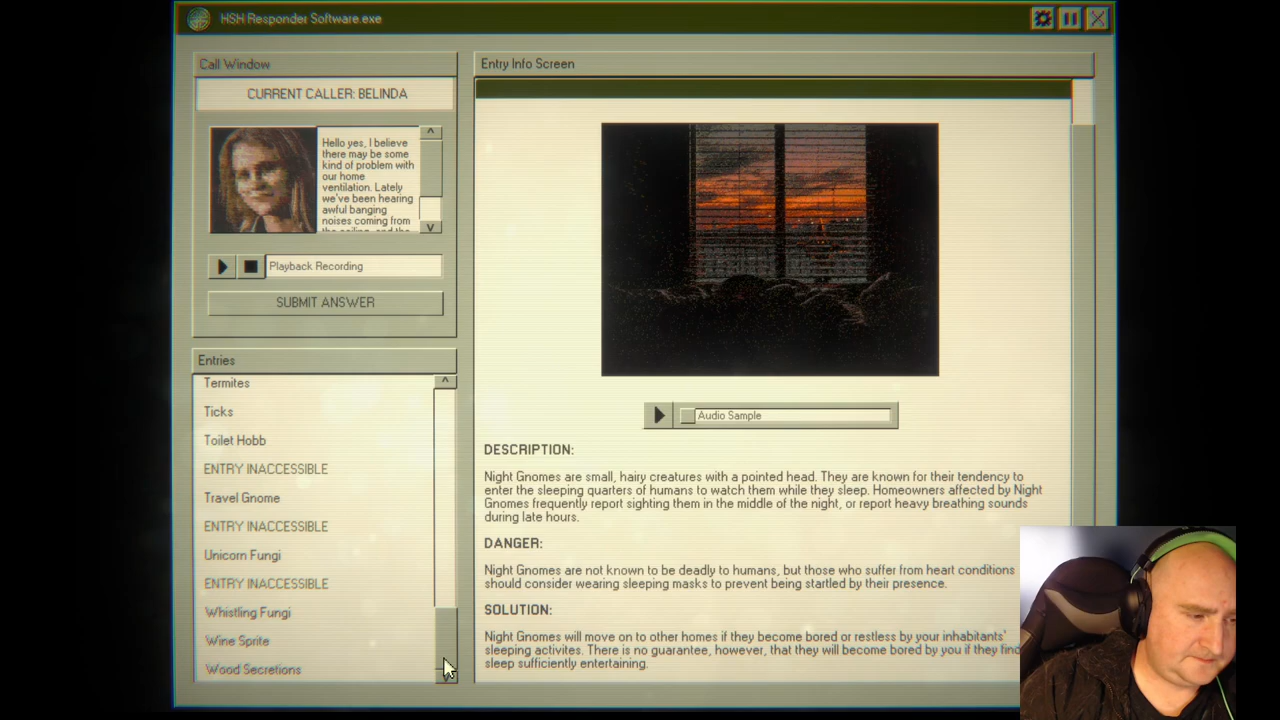 HSH Responder Software.exe
Call Window
CURRENT CALLER: BELINDA
Hello yes, I believe
there may be some
kind of problem with
our home
ventilation. Lately
we've been hearing
awful banging
noises coming from
the ceiling, and the
Playback Recording
SUBMIT ANSWER
Entries
Termites
Ticks
Toilet Hobb
ENTRY INACCESSIBLE
Travel Gnome
ENTRY INACCESSIBLE
Unicorn Fungi
ENTRY INACCESSIBLE
Whistling Fungi
Wine Sprite
Wood Secretions
Entry Info Screen
Audio Sample
DESCRIPTION:
Night Gnomes are small, hairy creatures with a pointed head. They are known for their tendency to
enter the sleeping quarters of humans to watch them while they sleep. Homeowners affected by Night
Gnomes frequently report sighting them in the middle of the night, or report heavy breathing sounds
during late hours.
DANGER:
Night Gnomes are not known to be deadly to humans, but those who suffer from heart conditions
should consider wearing sleeping masks to prevent being startled by their presence.
SOLUTION:
Night Gnomes will move on to other homes if they become bored or restless by your inhabitants'
sleeping activites. There is no guarantee, however, that they will become bored by you if they find
sleep sufficiently entertaining.